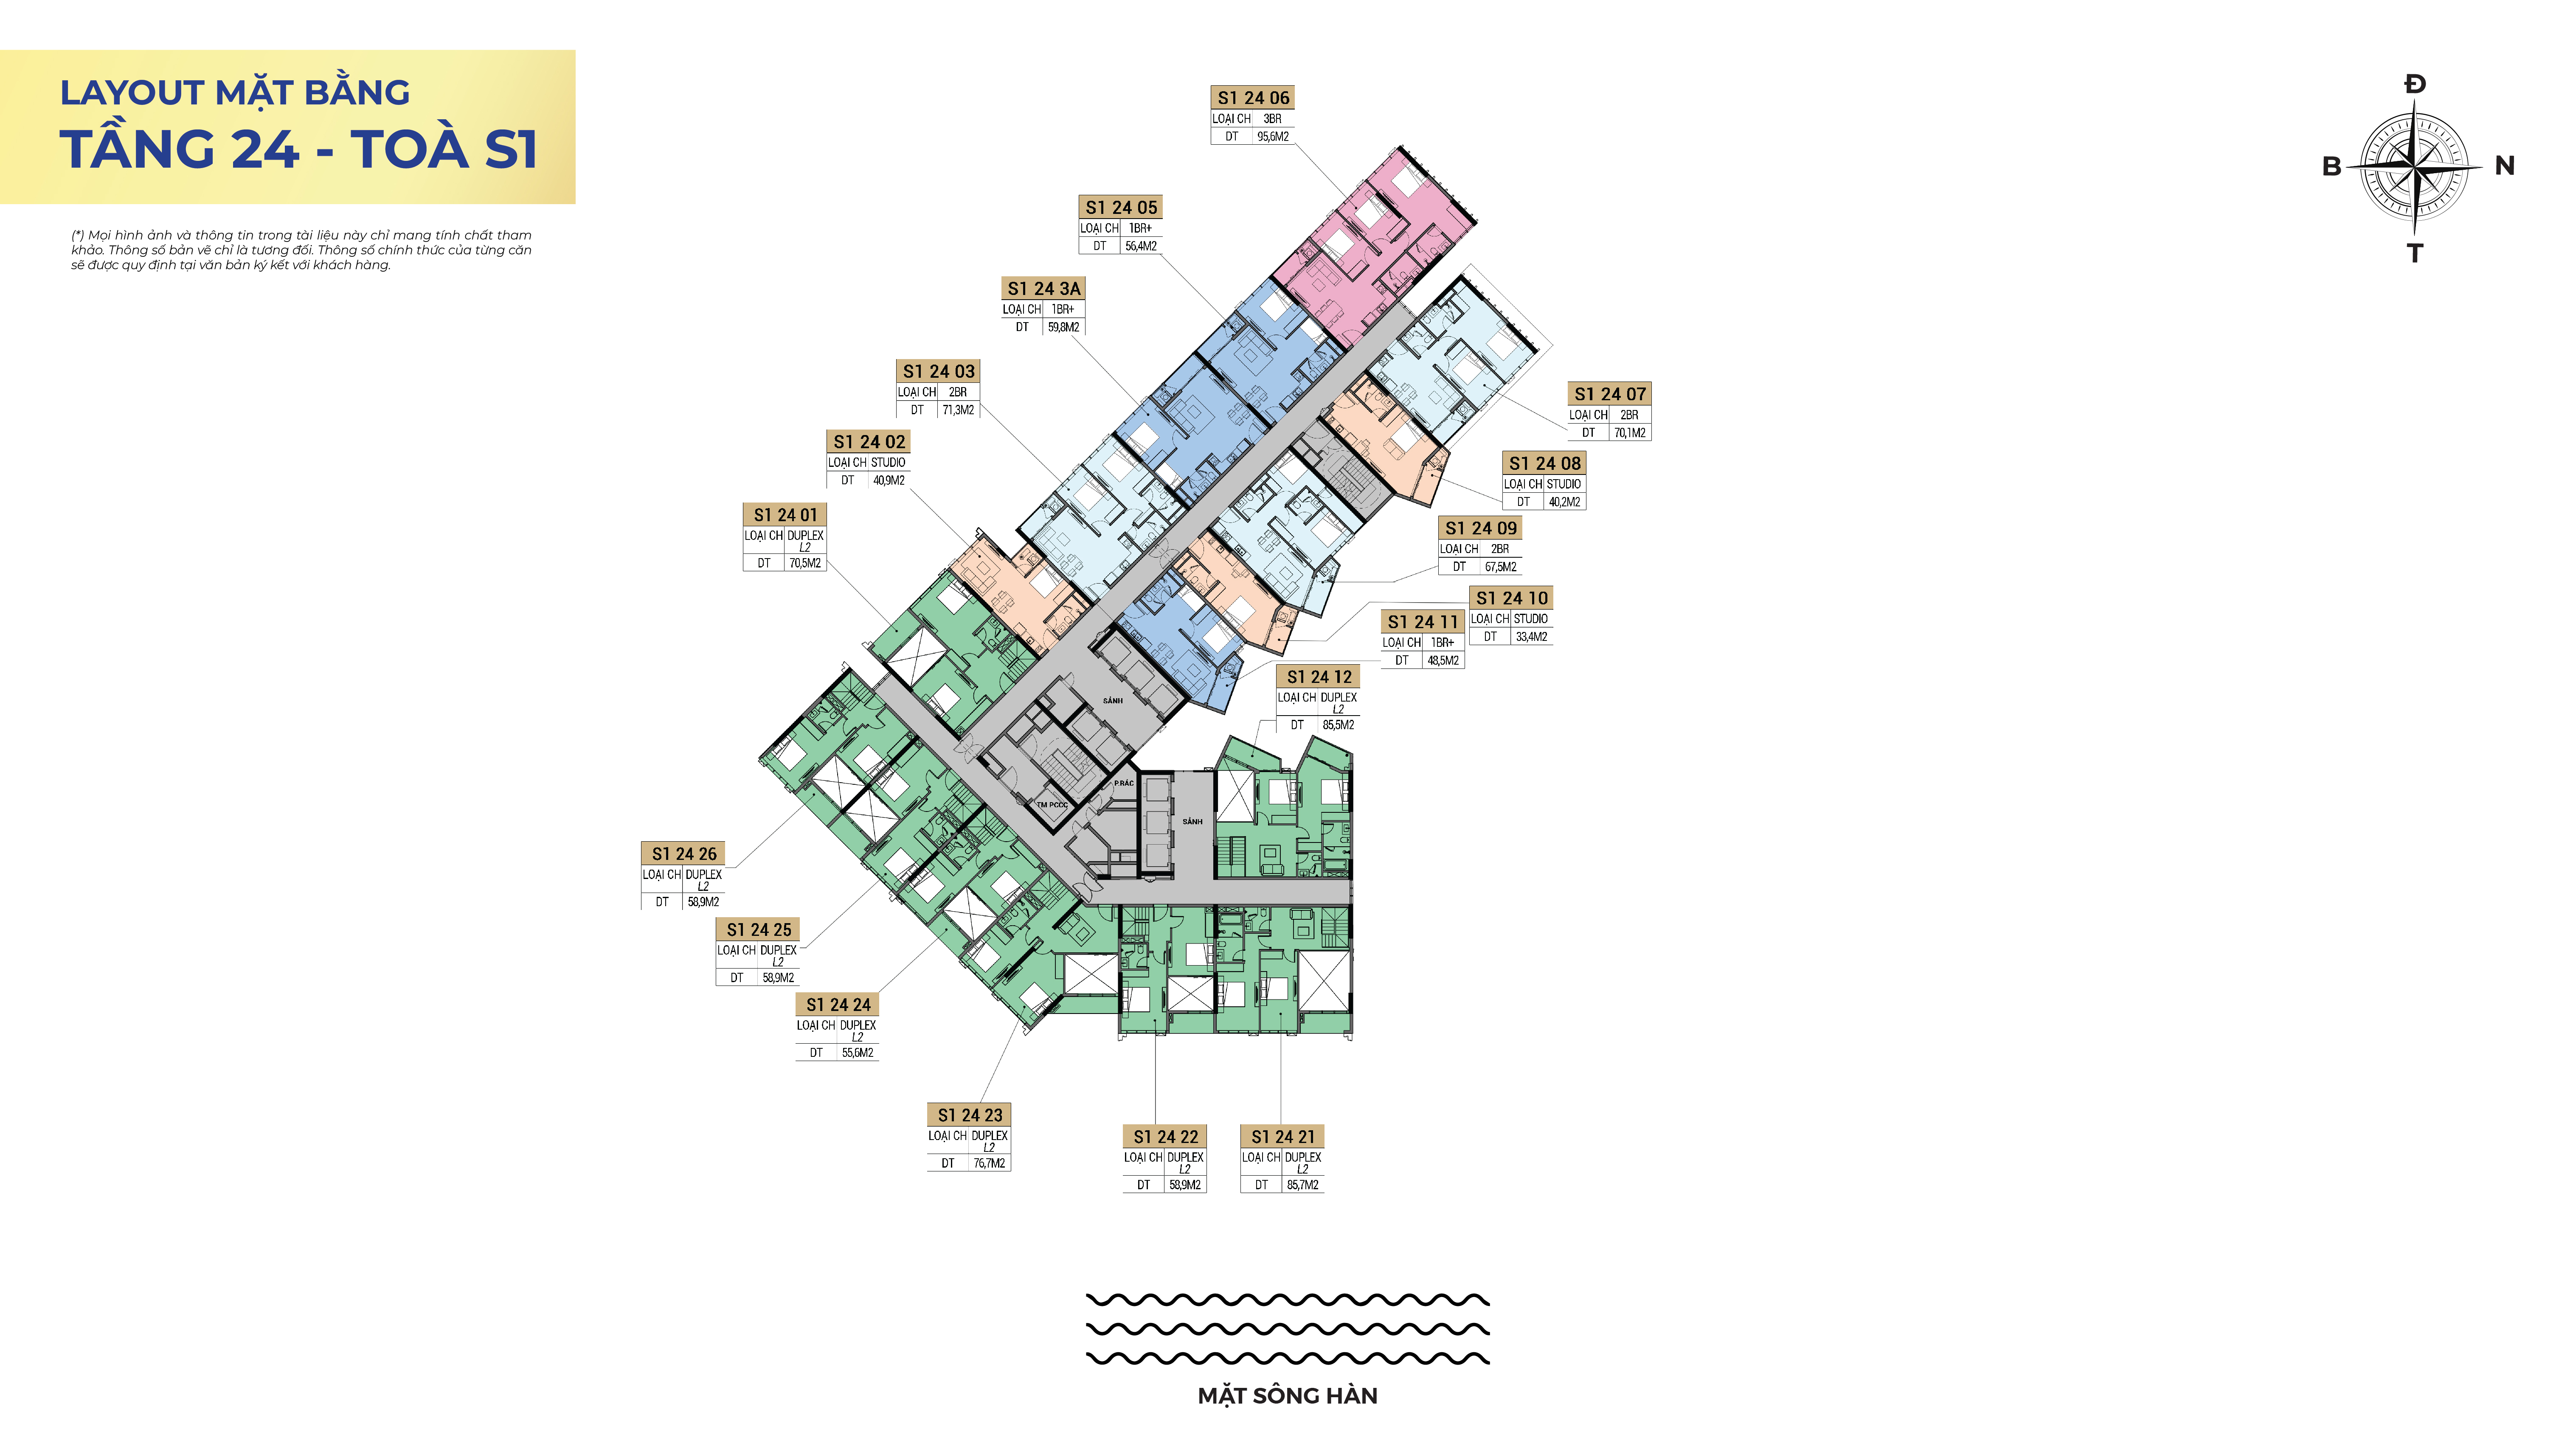 LAYOUT MẶT BẰNG
TẦNG 24 - TOÀ S1
(*) Mọi hình ảnh và thông tin trong tài liệu này chỉ mang tính chất tham
khảo. Thông số bản vẽ chỉ là tương đối. Thông số chính thức của từng căn
sẽ được quy định tại văn bản ký kết với khách hàng.
Đ
B N
T
S1 24 06
LOẠI CH 3BR
DT 95,6M2
S1 24 05
LOẠI CH 1BR+
DT 56,4M2
S1 24 3A
LOẠI CH 1BR+
DT 59,8M2
S1 24 03
LOẠI CH 2BR
DT 71,3M2
S1 24 02
LOẠI CH STUDIO
DT 40,9M2
S1 24 01
LOẠI CH DUPLEX
L2
DT 70,5M2
S1 24 07
LOẠI CH 2BR
DT 70,1M2
S1 24 08
LOẠI CH STUDIO
DT 40,2M2
S1 24 09
LOẠI CH 2BR
DT 67,5M2
S1 24 10
LOẠI CH STUDIO
DT 33,4M2
S1 24 11
LOẠI CH 1BR+
DT 48,5M2
S1 24 12
LOẠI CH DUPLEX
L2
DT 85,5M2
SẢNH
P.RÁC
TM PCCC
SẢNH
S1 24 26
LOẠI CH DUPLEX
L2
DT 58,9M2
S1 24 25
LOẠI CH DUPLEX
L2
DT 58,9M2
S1 24 24
LOẠI CH DUPLEX
L2
DT 55,6M2
S1 24 23
LOẠI CH DUPLEX
L2
DT 76,7M2
S1 24 22
LOẠI CH DUPLEX
L2
DT 58,9M2
S1 24 21
LOẠI CH DUPLEX
L2
DT 85,7M2
MẶT SÔNG HÀN